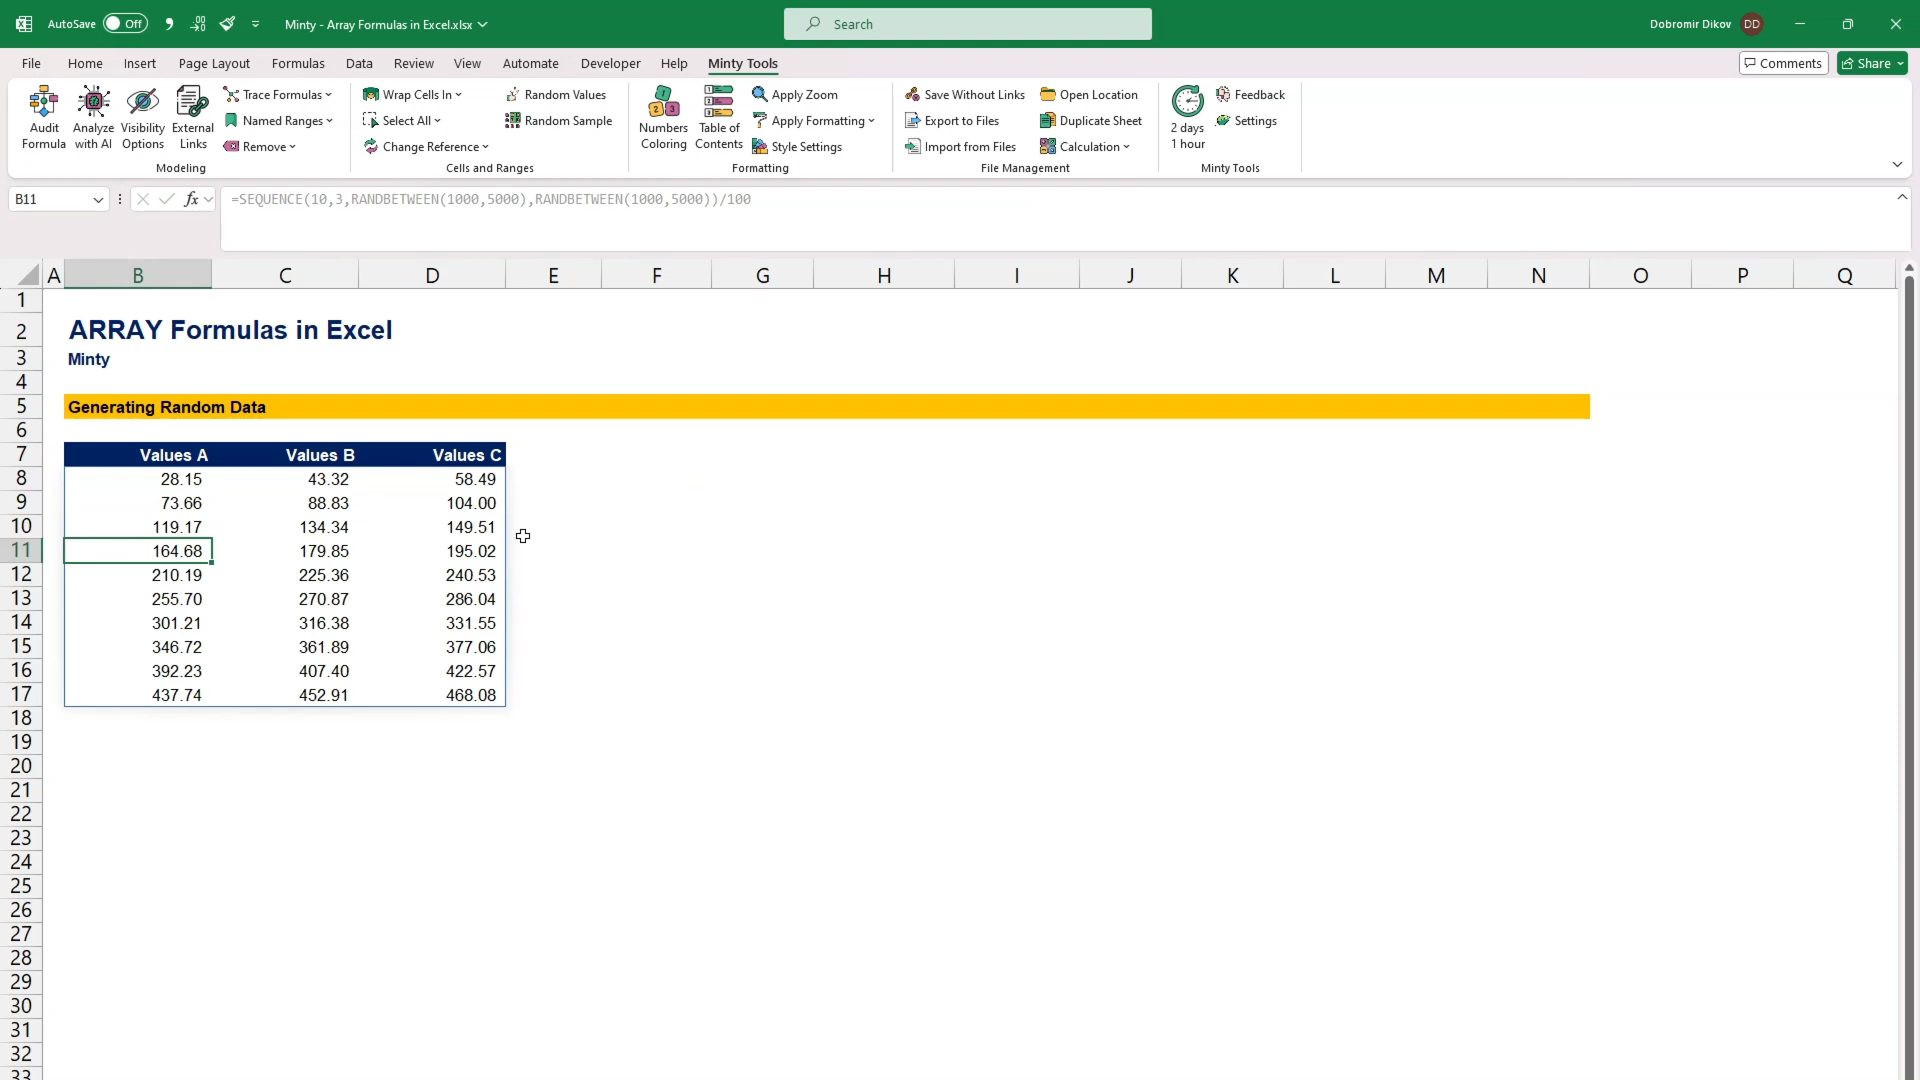 AutoSave Off Minty - Array Formulas in Excel.xlsx Search Dobromir Dikov DD
File Home Insert Page Layout Formulas Data Review View Automate Developer Help Minty Tools Comments Share
Audit Formula Analyze with AI Visibility Options External Links Trace Formulas Named Ranges Remove
Modeling
Wrap Cells In Random Values
Select All Random Sample
Change Reference
Cells and Ranges
Numbers Coloring Table of Contents Apply Zoom Apply Formatting Style Settings
Formatting
Save Without Links Open Location
Export to Files Duplicate Sheet
Import from Files Calculation
File Management
2 days 1 hour Feedback Settings
Minty Tools
B11 fx =SEQUENCE(10,3,RANDBETWEEN(1000,5000),RANDBETWEEN(1000,5000))/100
A B C D E F G H I J K L M N O P Q
1
2 ARRAY Formulas in Excel
3 Minty
4
5 Generating Random Data
6
7 Values A Values B Values C
8 28.15 43.32 58.49
9 73.66 88.83 104.00
10 119.17 134.34 149.51
11 164.68 179.85 195.02
12 210.19 225.36 240.53
13 255.70 270.87 286.04
14 301.21 316.38 331.55
15 346.72 361.89 377.06
16 392.23 407.40 422.57
17 437.74 452.91 468.08
18
19
20
21
22
23
24
25
26
27
28
29
30
31
32
33